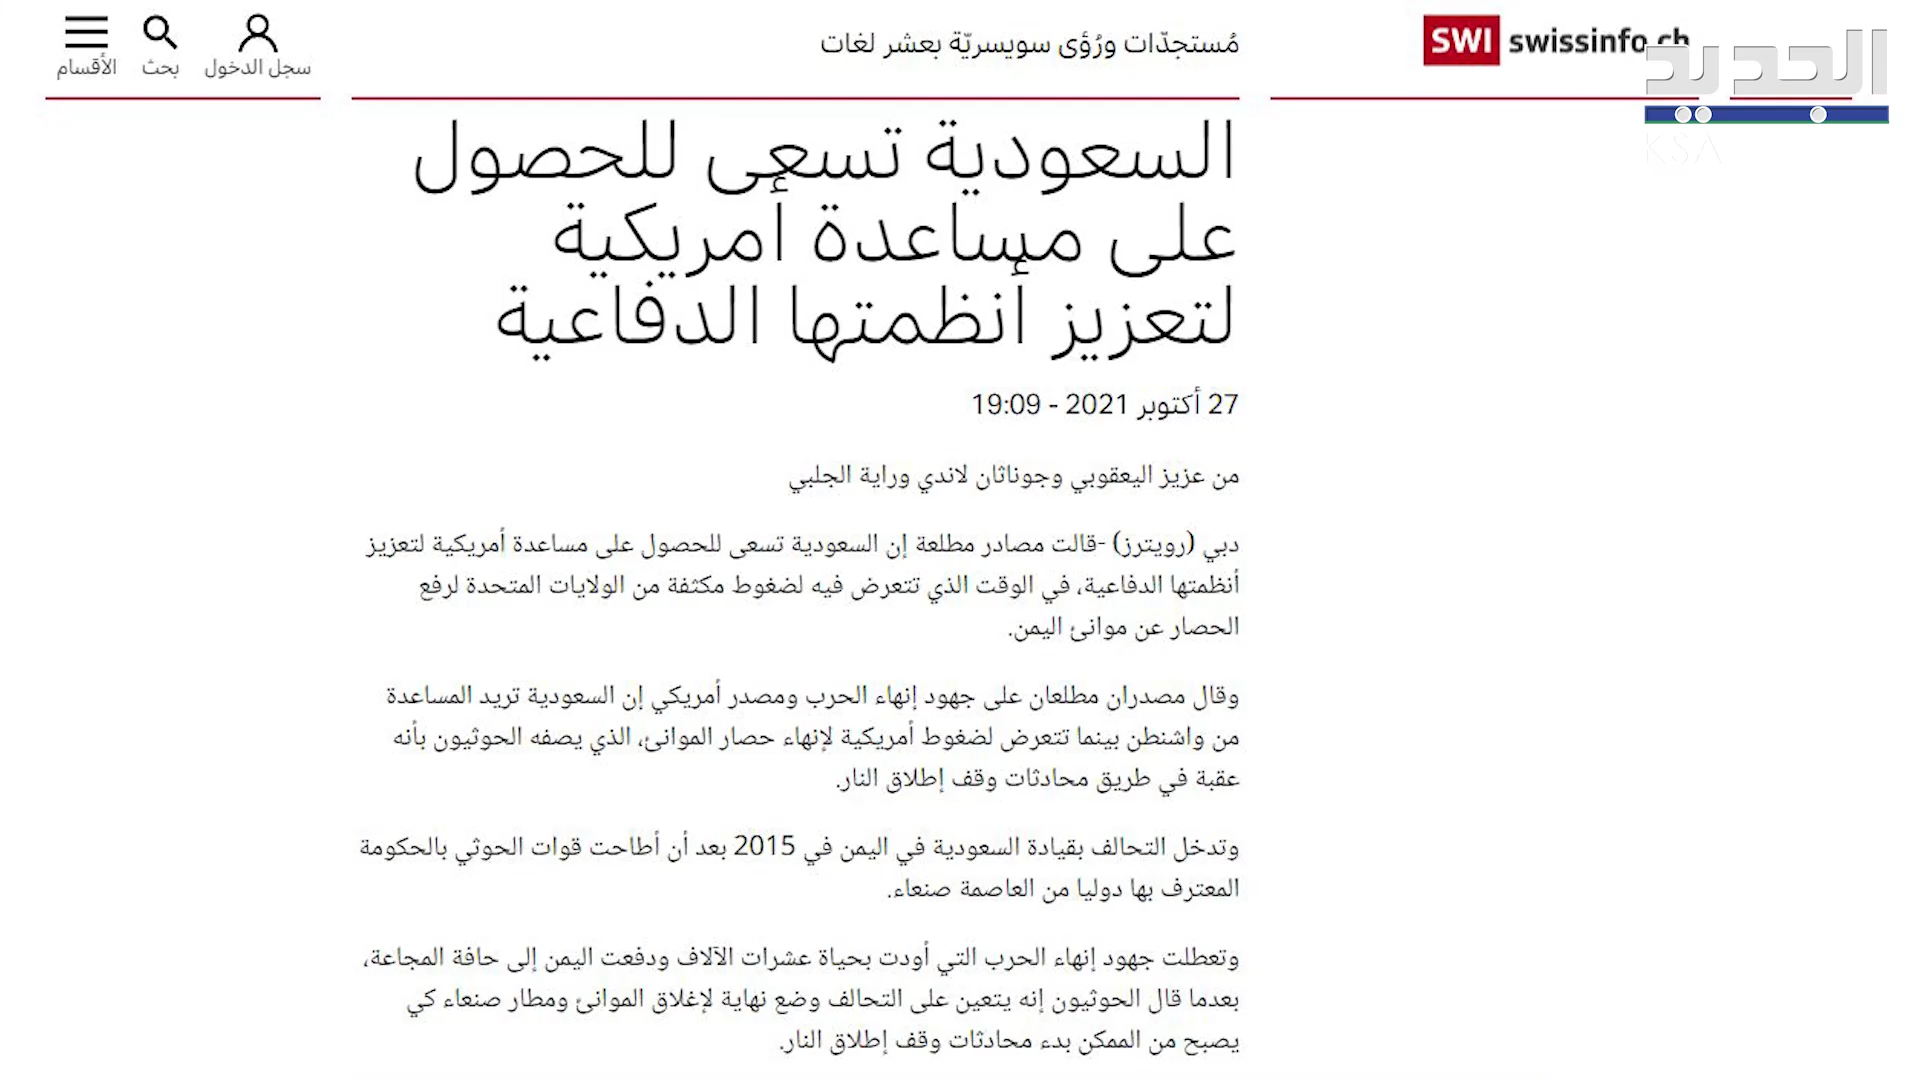 SWI swissinfo.ch
الجديد
KSA
مُستجدّات ورُؤى سويسريّة بعشر لغات
سجل الدخول
بحث
الأقسام
السعودية تسعى للحصول
على مساعدة أمريكية
لتعزيز أنظمتها الدفاعية
27 أكتوبر 2021 - 19:09
من عزيز اليعقوبي وجوناثان لاندي وراية الجلبي
دبي (رويترز) -قالت مصادر مطلعة إن السعودية تسعى للحصول على مساعدة أمريكية لتعزيز
أنظمتها الدفاعية، في الوقت الذي تتعرض فيه لضغوط مكثفة من الولايات المتحدة لرفع
الحصار عن موانئ اليمن.
وقال مصدران مطلعان على جهود إنهاء الحرب ومصدر أمريكي إن السعودية تريد المساعدة
من واشنطن بينما تتعرض لضغوط أمريكية لإنهاء حصار الموانئ، الذي يصفه الحوثيون بأنه
عقبة في طريق محادثات وقف إطلاق النار.
وتدخل التحالف بقيادة السعودية في اليمن في 2015 بعد أن أطاحت قوات الحوثي بالحكومة
المعترف بها دوليا من العاصمة صنعاء.
وتعطلت جهود إنهاء الحرب التي أودت بحياة عشرات الآلاف ودفعت اليمن إلى حافة المجاعة،
بعدما قال الحوثيون إنه يتعين على التحالف وضع نهاية لإغلاق الموانئ ومطار صنعاء كي
يصبح من الممكن بدء محادثات وقف إطلاق النار.